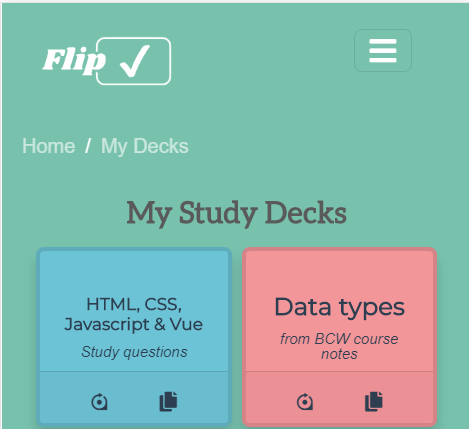 Flip
Home / My Decks
My Study Decks
HTML, CSS,
Javascript & Vue
Study questions
Data types
from BCW course
notes